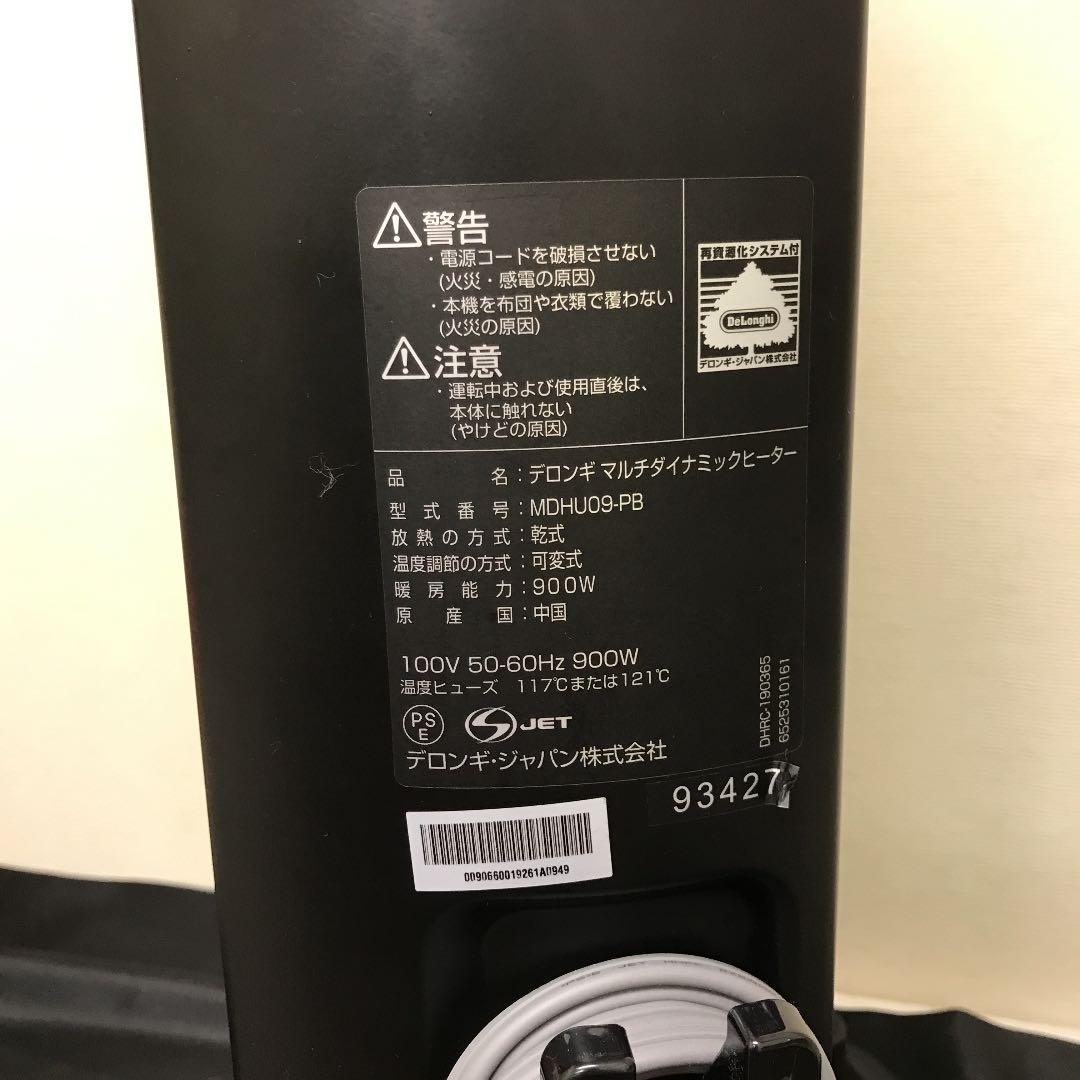 警告
・電源コードを破損させない
(火災・感電の原因)
・本機を布団や衣類で覆わない
(火災の原因)
注意
・運転中および使用直後は、
本体に触れない
(やけどの原因)
再資源化システム付
DeLonghi
デロンギ・ジャパン株式会社
品名：デロンギ マルチダイナミックヒーター
型式番号：MDHU09-PB
放熱の方式：乾式
温度調節の方式：可変式
暖房能力：900W
原産国：中国
100V 50-60Hz 900W
温度ヒューズ 117℃または121℃
PS
E
JET
デロンギ・ジャパン株式会社
DHRC-190365
6525310161
93427
0090660019261A0949